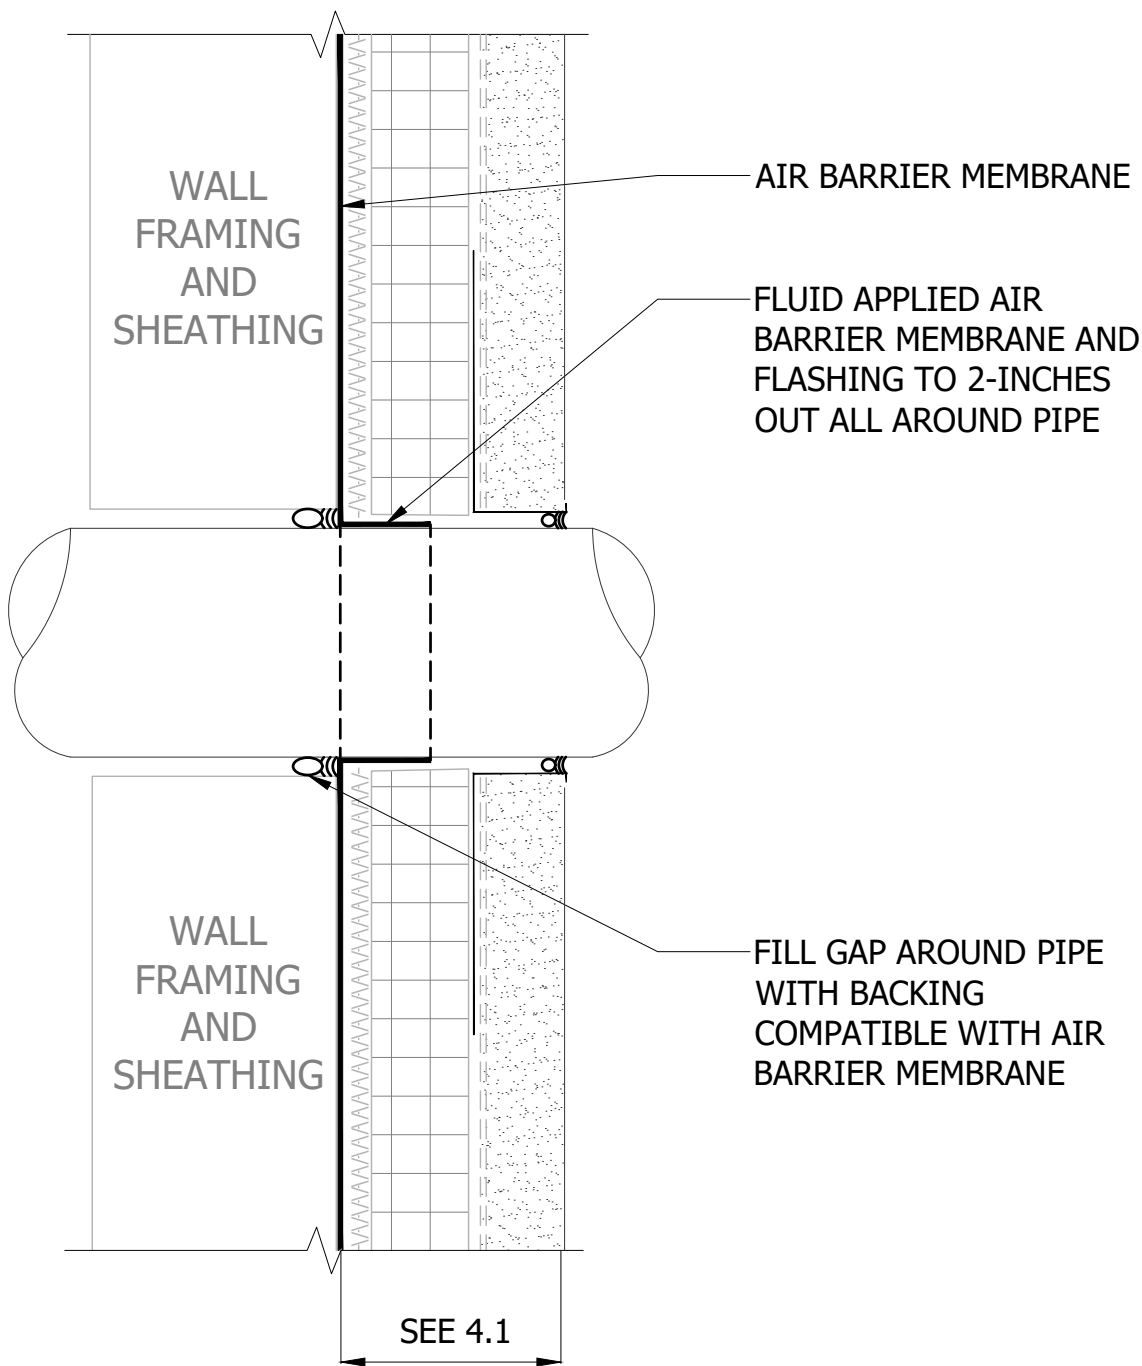 WALL
FRAMING
AND
SHEATHING
AIR BARRIER MEMBRANE
FLUID APPLIED AIR
BARRIER MEMBRANE AND
FLASHING TO 2-INCHES
OUT ALL AROUND PIPE
WALL
FRAMING
AND
SHEATHING
FILL GAP AROUND PIPE
WITH BACKING
COMPATIBLE WITH AIR
BARRIER MEMBRANE
SEE 4.1